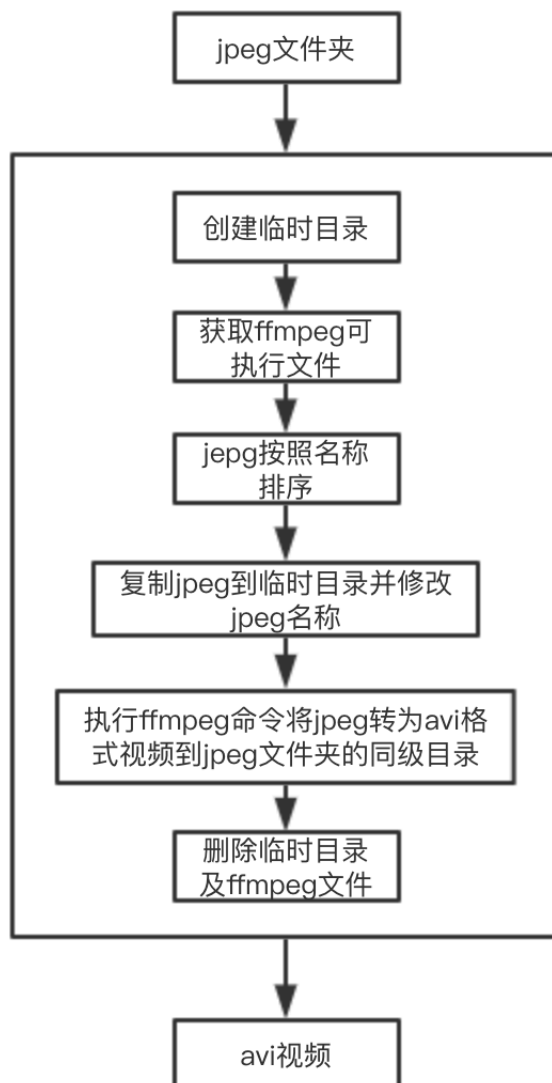 jpeg文件夹
创建临时目录
获取ffmpeg可
执行文件
jepg按照名称
排序
复制jpeg到临时目录并修改
jpeg名称
执行ffmpeg命令将jpeg转为avi格
式视频到jpeg文件夹的同级目录
删除临时目录
及ffmpeg文件
avi视频